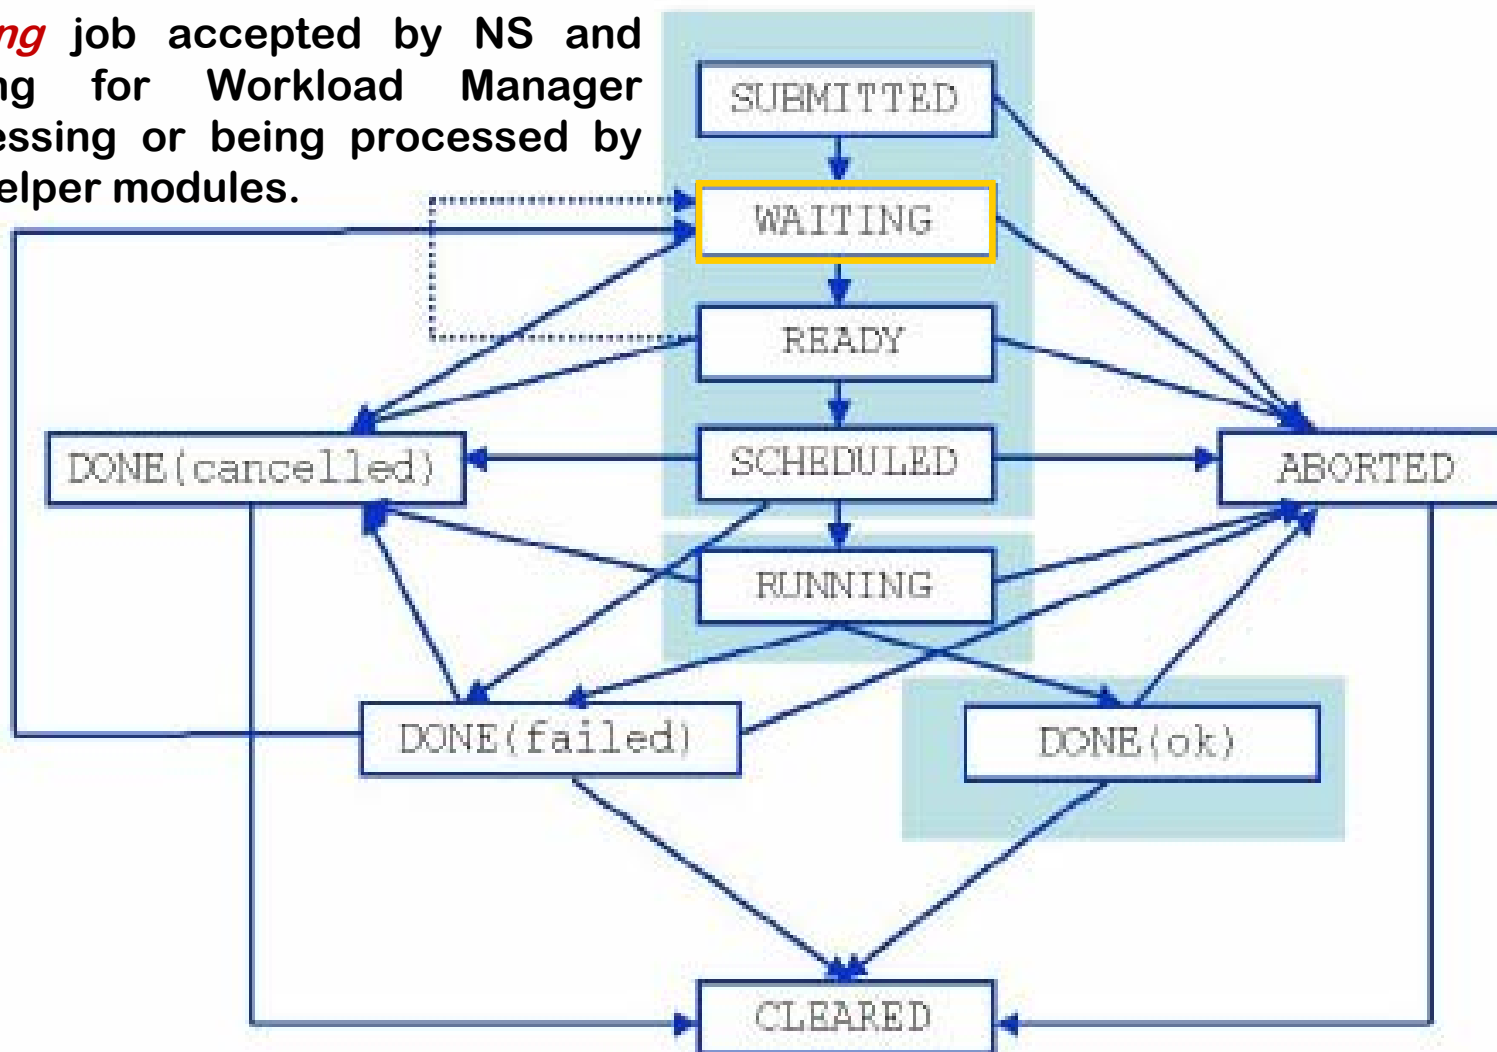 ng job accepted by NS and
ng for Workload Manager
essing or being processed by
elper modules.
SUBMITTED
WAITING
READY
SCHEDULED
DONE(cancelled)
ABORTED
RUNNING
DONE(failed)
DONE(ok)
CLEARED